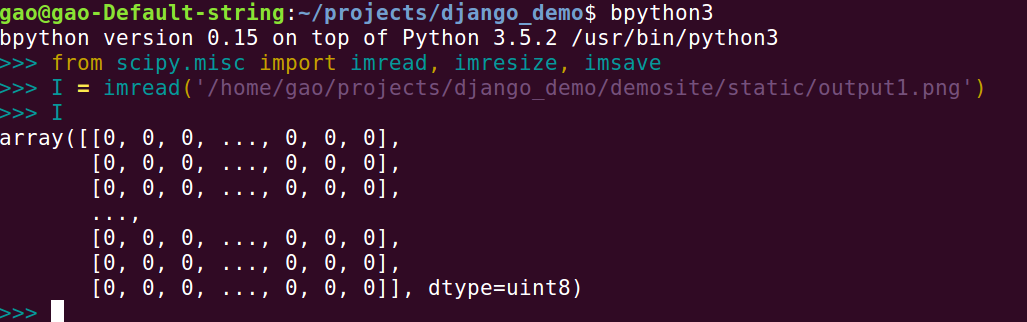 gao@gao-Default-string:~/projects/django_demo$ bpython3
bpython version 0.15 on top of Python 3.5.2 /usr/bin/python3
>>> from scipy.misc import imread, imresize, imsave
>>> I = imread('/home/gao/projects/django_demo/demosite/static/output1.png')
>>> I
array([[0, 0, 0, ..., 0, 0, 0],
       [0, 0, 0, ..., 0, 0, 0],
       [0, 0, 0, ..., 0, 0, 0],
       ...,
       [0, 0, 0, ..., 0, 0, 0],
       [0, 0, 0, ..., 0, 0, 0],
       [0, 0, 0, ..., 0, 0, 0]], dtype=uint8)
>>>